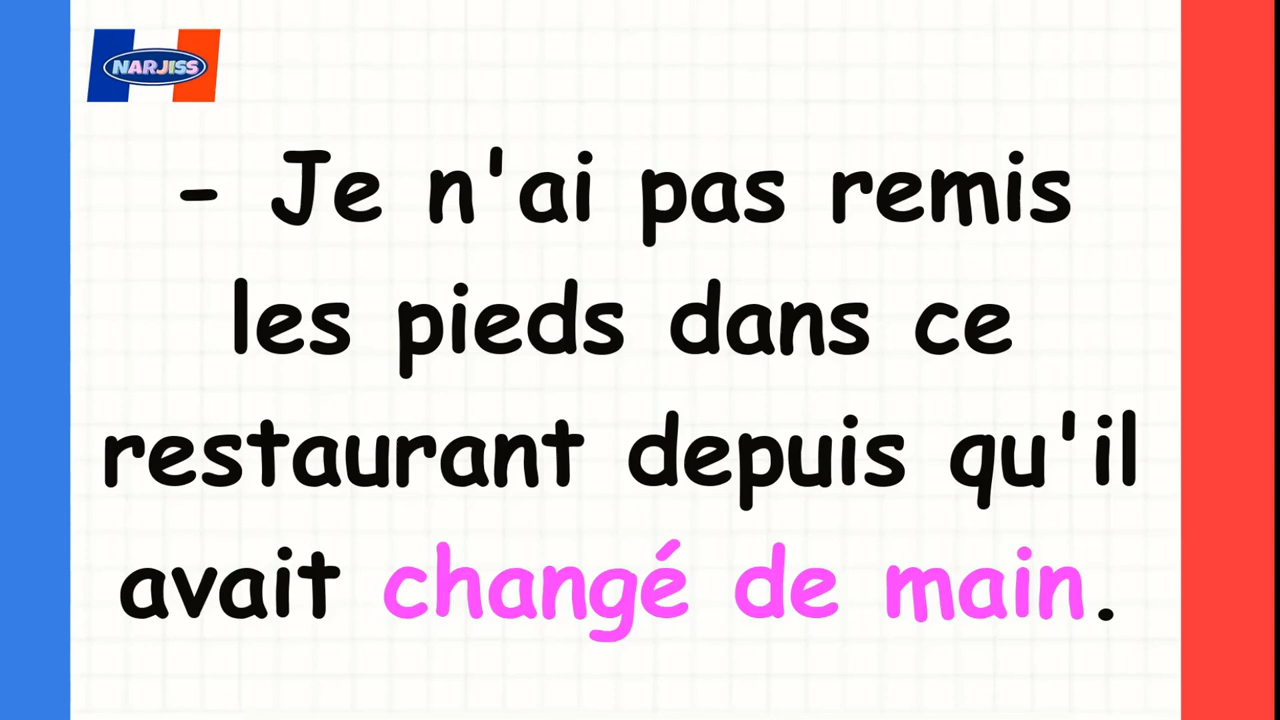 NARJISS
- Je n'ai pas remis
les pieds dans ce
restaurant depuis qu'il
avait changé de main.